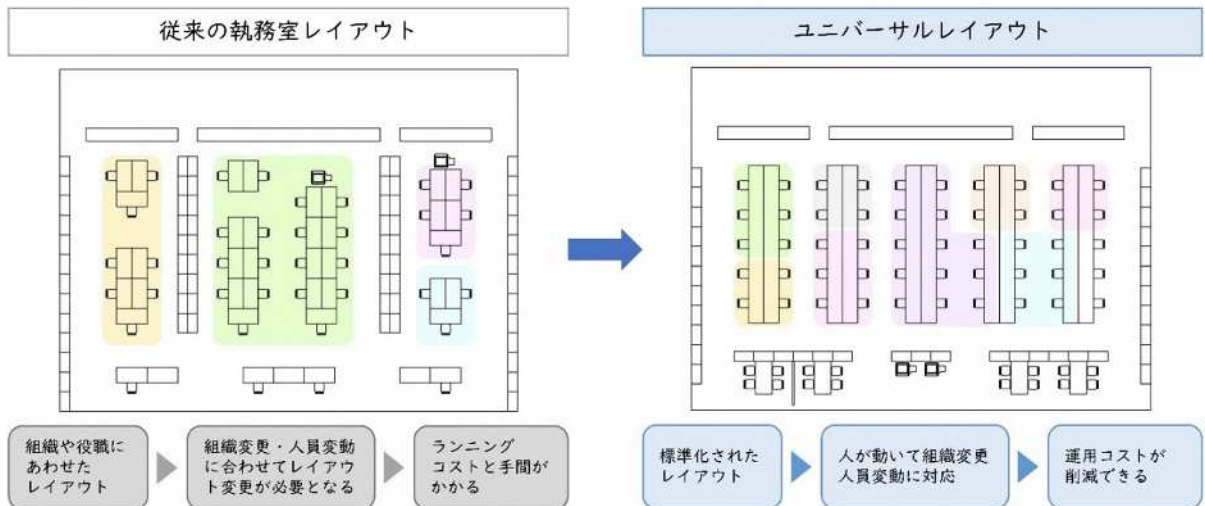 従来の執務室レイアウト
ユニバーサルレイアウト
組織や役職に
あわせた
レイアウト
組織変更・人員変動
に合わせてレイアウ
ト変更が必要となる
ランニング
コストと手間が
かかる
標準化された
レイアウト
人が動いて組織変更
人員変動に対応
運用コストが
削減できる